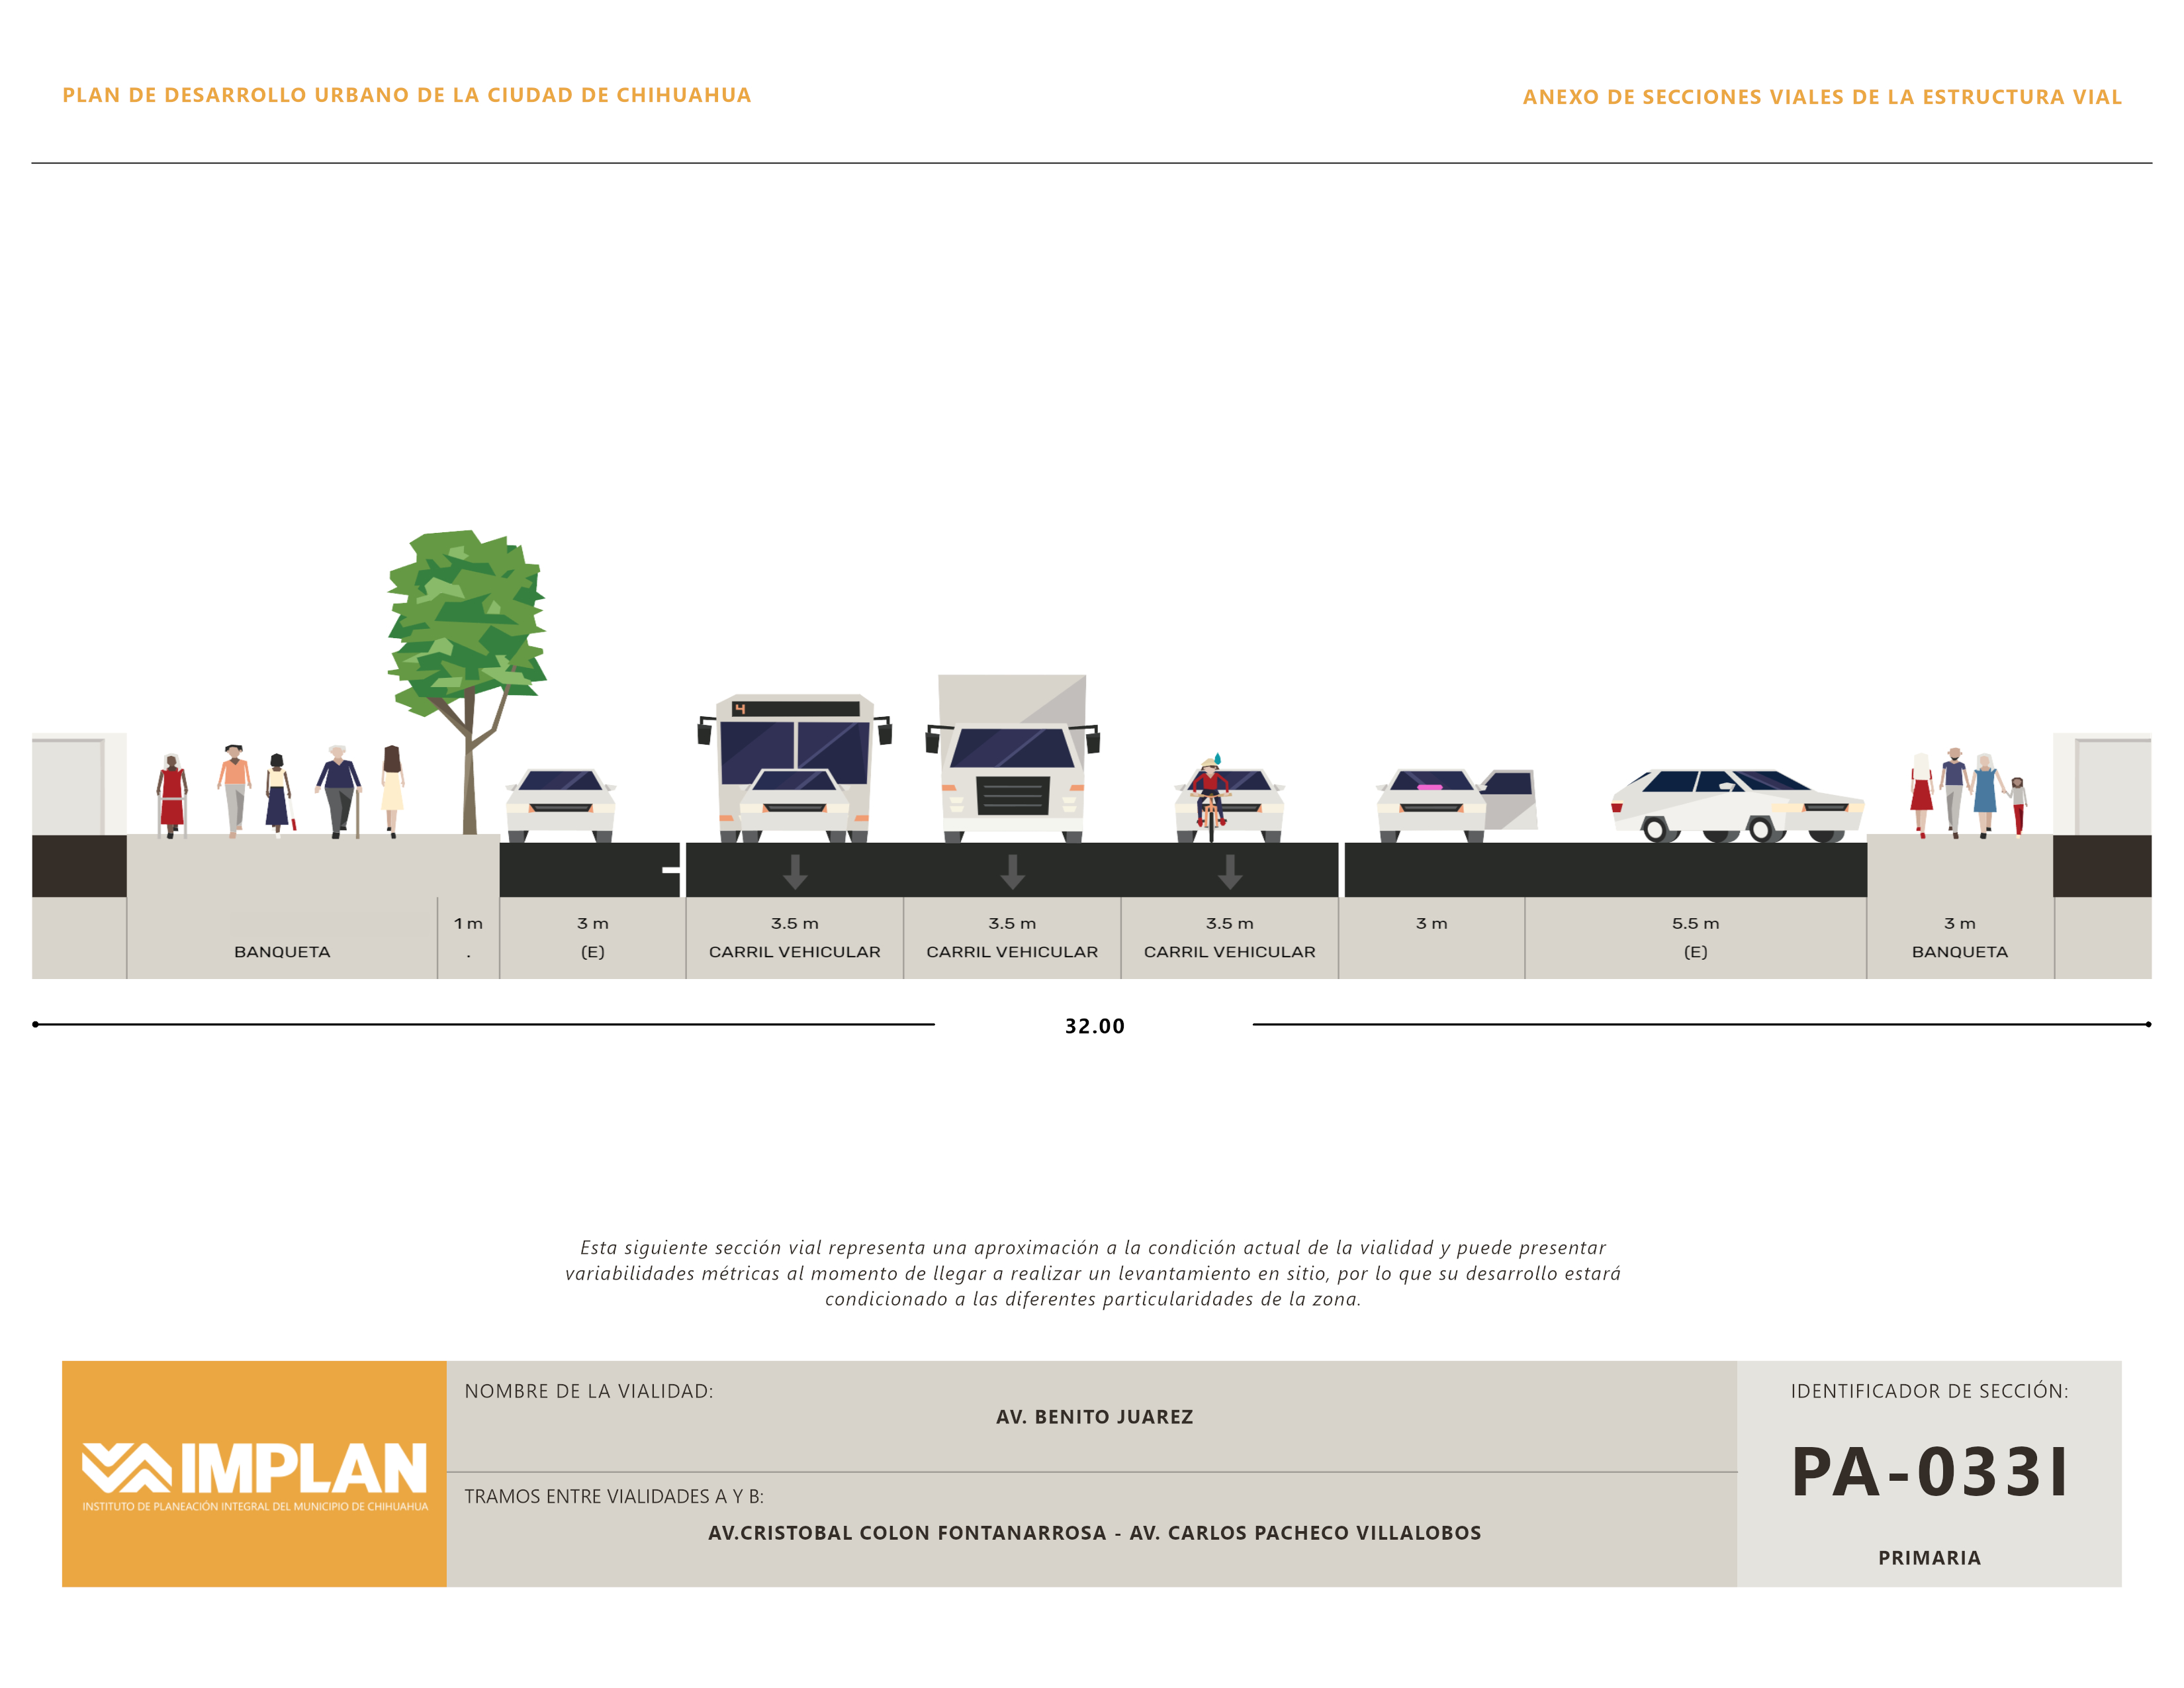 PLAN DE DESARROLLO URBANO DE LA CIUDAD DE CHIHUAHUA
ANEXO DE SECCIONES VIALES DE LA ESTRUCTURA VIAL
4
1 m
3 m
3.5 m
3.5 m
3.5 m
3 m
5.5 m
3 m
BANQUETA
.
(E)
CARRIL VEHICULAR
CARRIL VEHICULAR
CARRIL VEHICULAR
(E)
BANQUETA
32.00
Esta siguiente sección vial representa una aproximación a la condición actual de la vialidad y puede presentar
variabilidades métricas al momento de llegar a realizar un levantamiento en sitio, por lo que su desarrollo estará
condicionado a las diferentes particularidades de la zona.
IMPLAN
INSTITUTO DE PLANEACIÓN INTEGRAL DEL MUNICIPIO DE CHIHUAHUA
NOMBRE DE LA VIALIDAD:
AV. BENITO JUAREZ
TRAMOS ENTRE VIALIDADES A Y B:
AV.CRISTOBAL COLON FONTANARROSA - AV. CARLOS PACHECO VILLALOBOS
IDENTIFICADOR DE SECCIÓN:
PA-033I
PRIMARIA